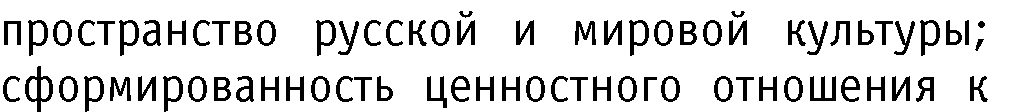 пространство русской и мировой культуры;
сформированность ценностного отношения к